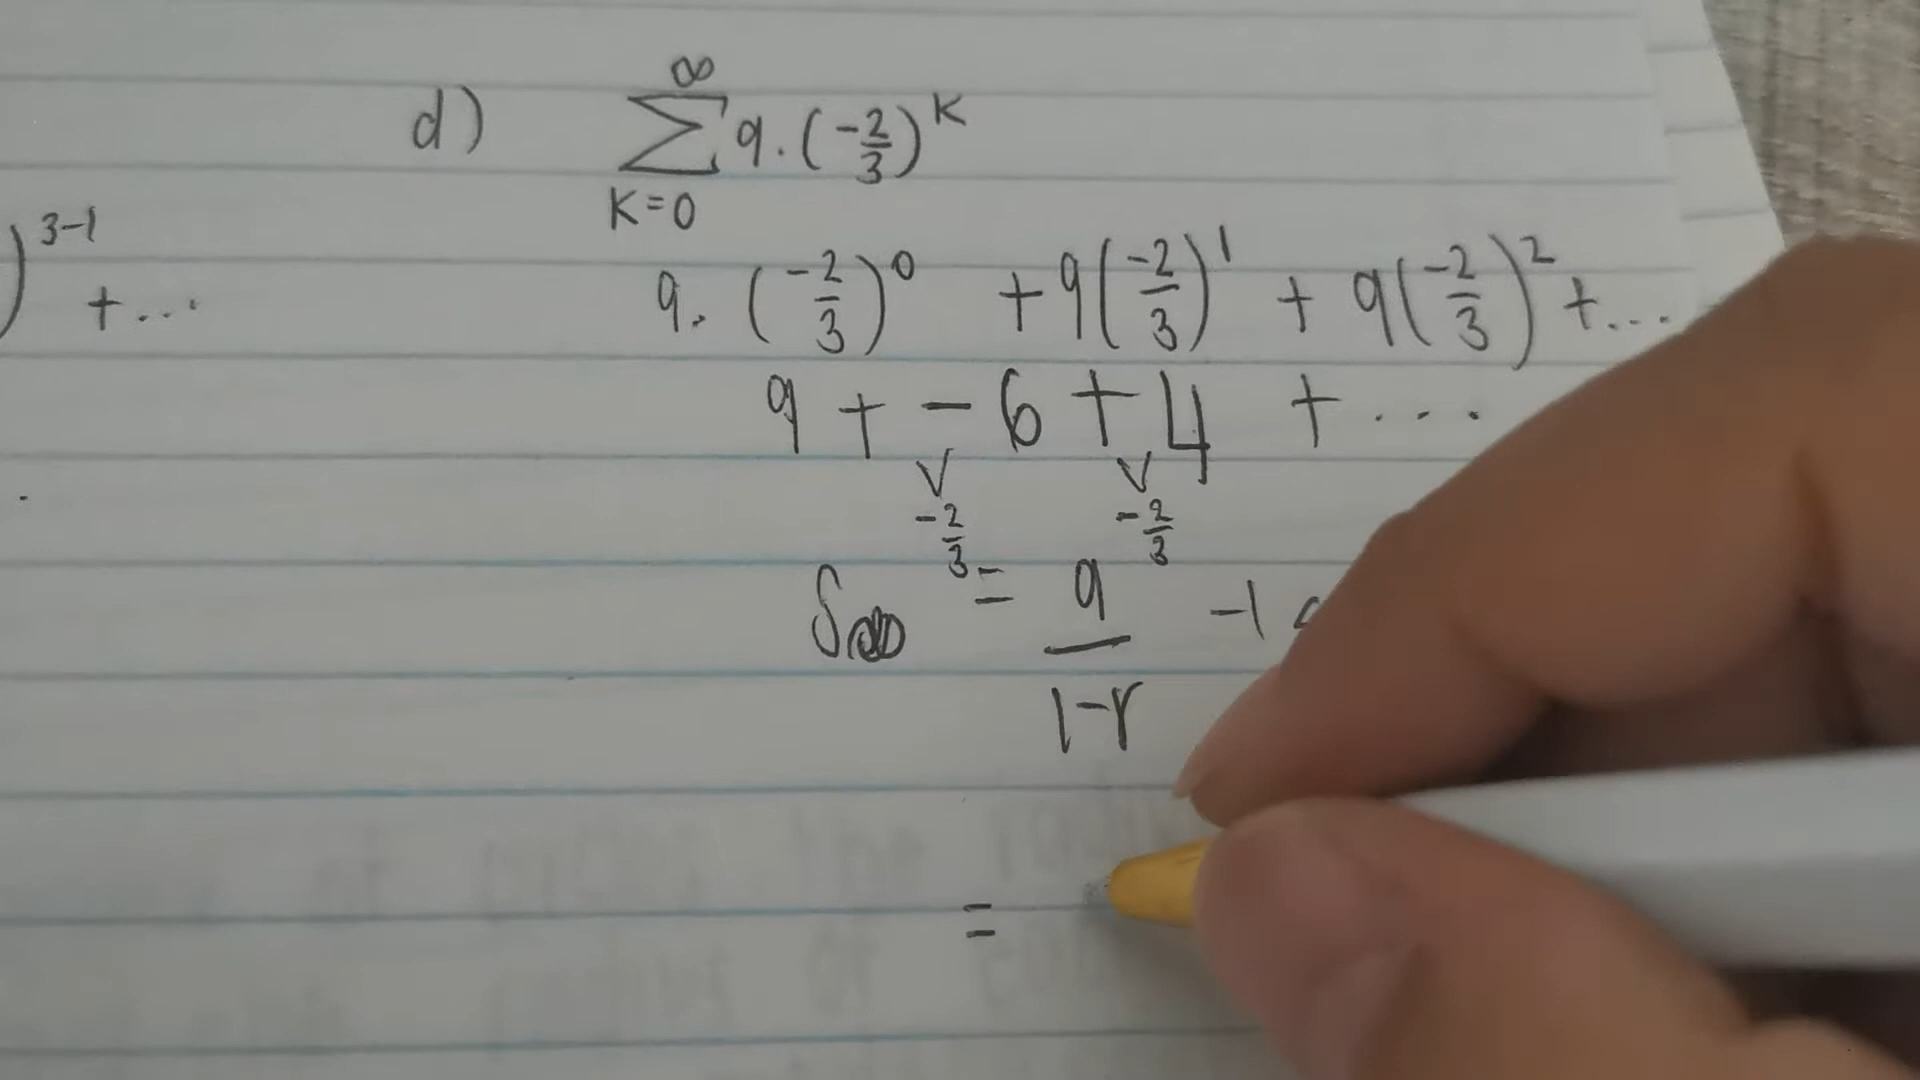 d) ∞
∑ 9·(-2/3)^K
K=0
)^3-1 +...
9·(-2/3)^0 +9(-2/3)^1 + 9(-2/3)^2 +...
9 + -6 +4 + ...
-2/3 -2/3
S∞ = a/1-r -1 <
=